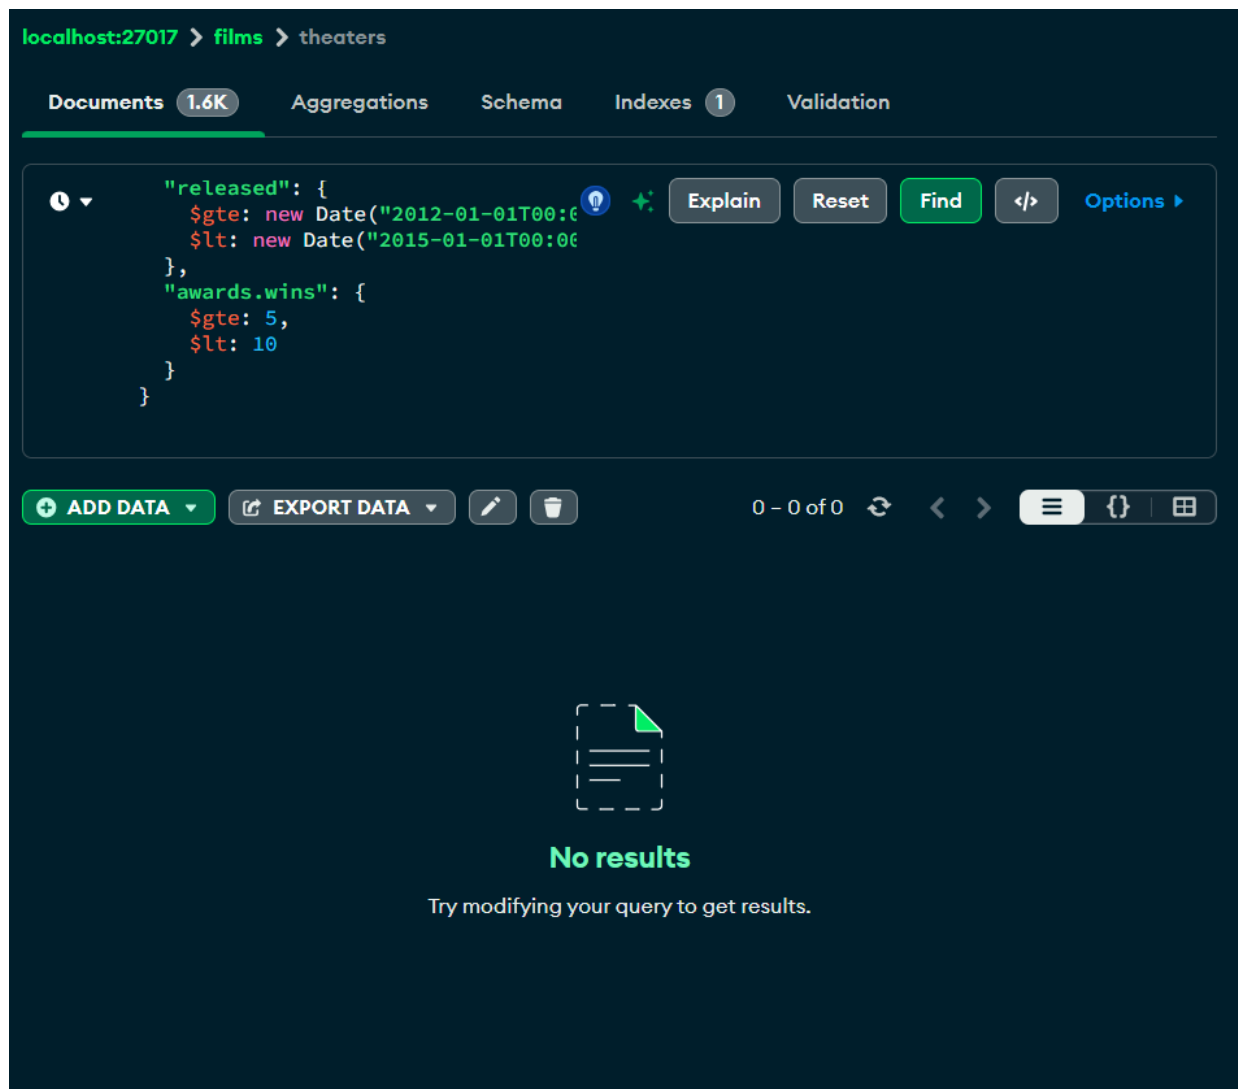 localhost:27017 > films > theaters
Documents 1.6K Aggregations Schema Indexes 1 Validation
"released": {
$gte: new Date("2012-01-01T00:0
$lt: new Date("2015-01-01T00:00
},
"awards.wins": {
$gte: 5,
$lt: 10
}
}
Explain Reset Find </> Options
ADD DATA EXPORT DATA 0 – 0 of 0 {}
No results
Try modifying your query to get results.